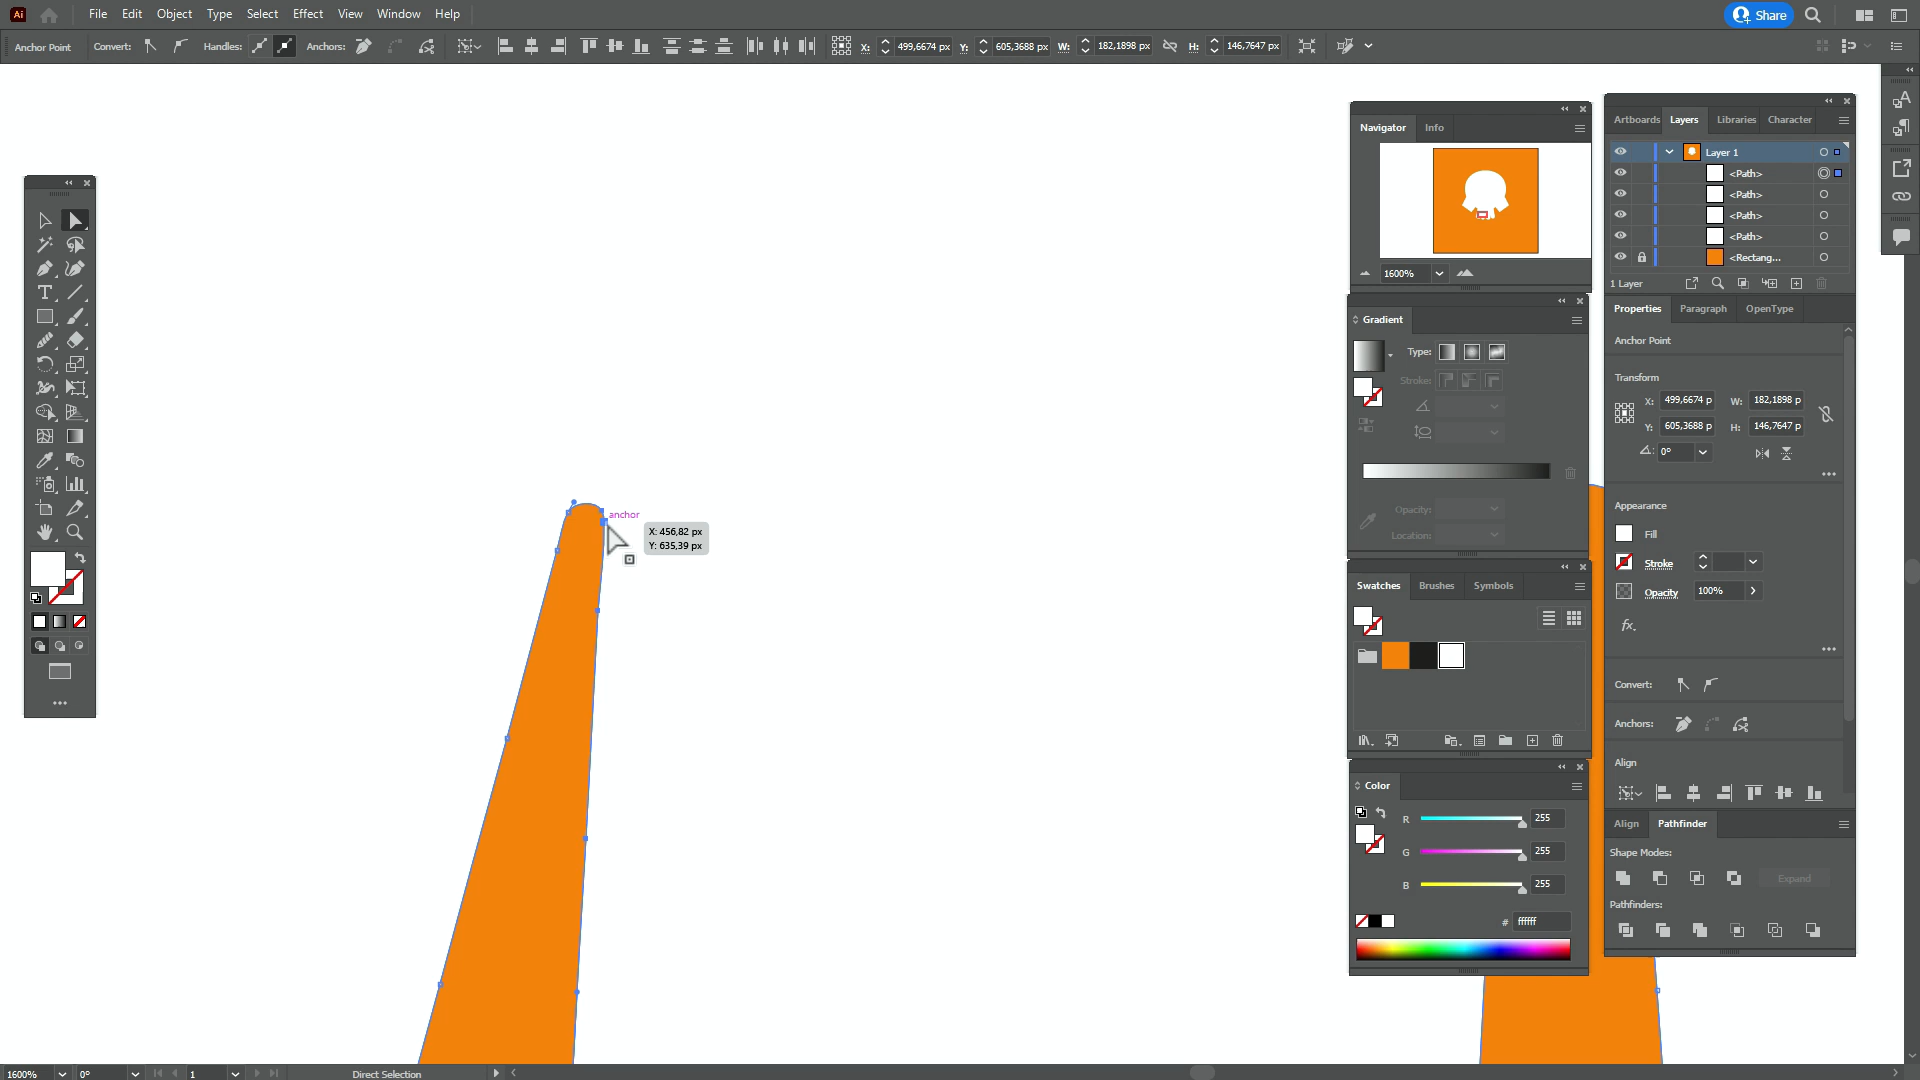 Ai File Edit Object Type Select Effect View Window Help Share
Anchor Point Convert: Handles: Anchors: X: 499,6674 px Y: 605,3688 px W: 182,1898 px H: 146,7647 px
Navigator Info
1600%
Artboards Layers Libraries Character
Layer 1
<Path>
<Path>
<Path>
<Path>
<Rectang...
1 Layer
Gradient
Type:
Stroke:
Opacity:
Location:
Properties Paragraph OpenType
Anchor Point
Transform
X: 499,6674 p W: 182,1898 p
Y: 605,3688 p H: 146,7647 p
0°
Appearance
Fill
Stroke
Opacity 100%
fx.
Convert:
Anchors:
Align
anchor
X: 456,82 px
Y: 635,39 px
Swatches Brushes Symbols
Color
R 255
G 255
B 255
# ffffff
Align Pathfinder
Shape Modes:
Expand
Pathfinders:
1600% 0° 1 Direct Selection